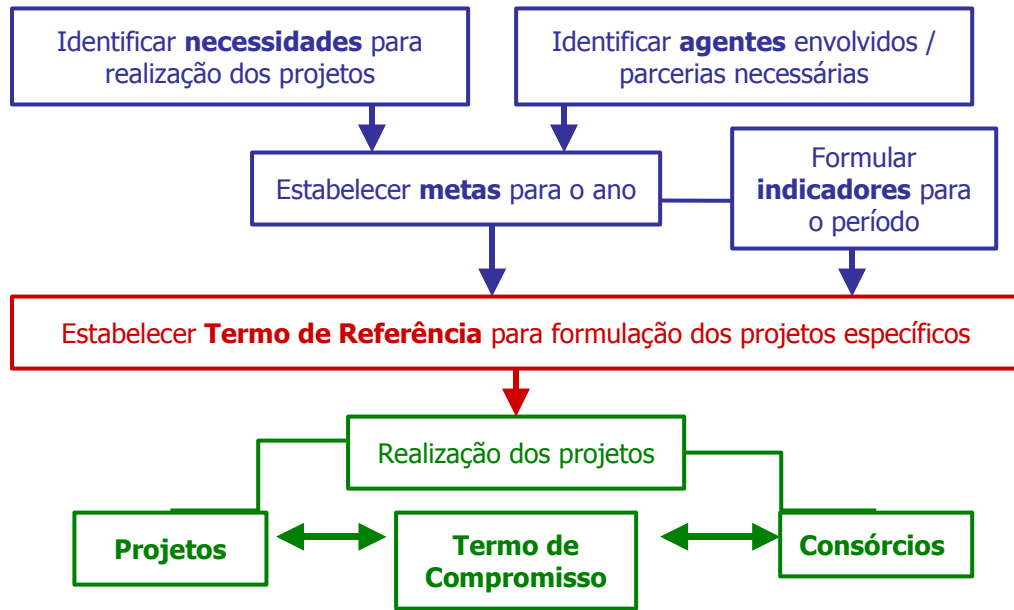 Identificar necessidades para
realização dos projetos
Identificar agentes envolvidos /
parcerias necessárias
Estabelecer metas para o ano
Formular
indicadores para
o período
Estabelecer Termo de Referência para formulação dos projetos específicos
Realização dos projetos
Projetos
Termo de
Compromisso
Consórcios